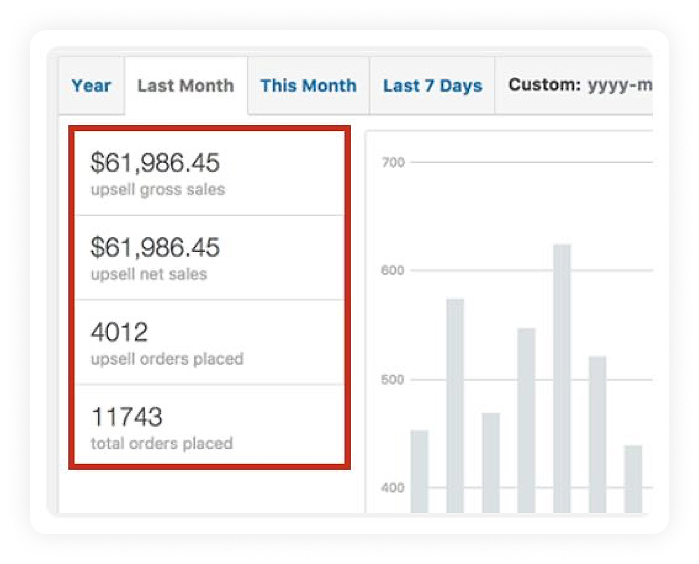 Year Last Month This Month Last 7 Days Custom: yyyy-m
$61,986.45
upsell gross sales
$61,986.45
upsell net sales
4012
upsell orders placed
11743
total orders placed
700
600
500
400